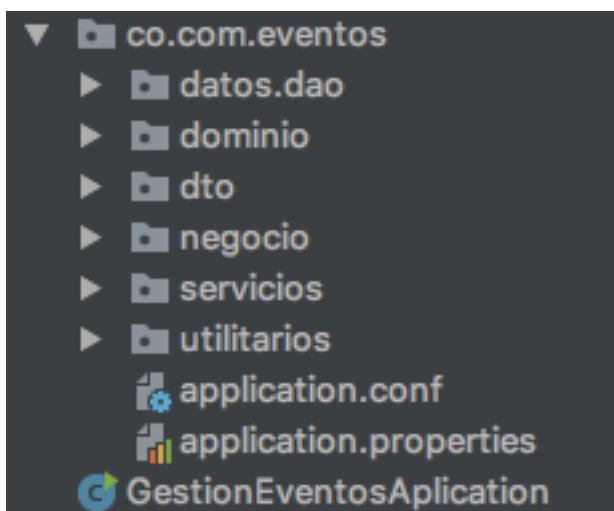 co.com.eventos
datos.dao
dominio
dto
negocio
servicios
utilitarios
application.conf
application.properties
GestionEventosAplication